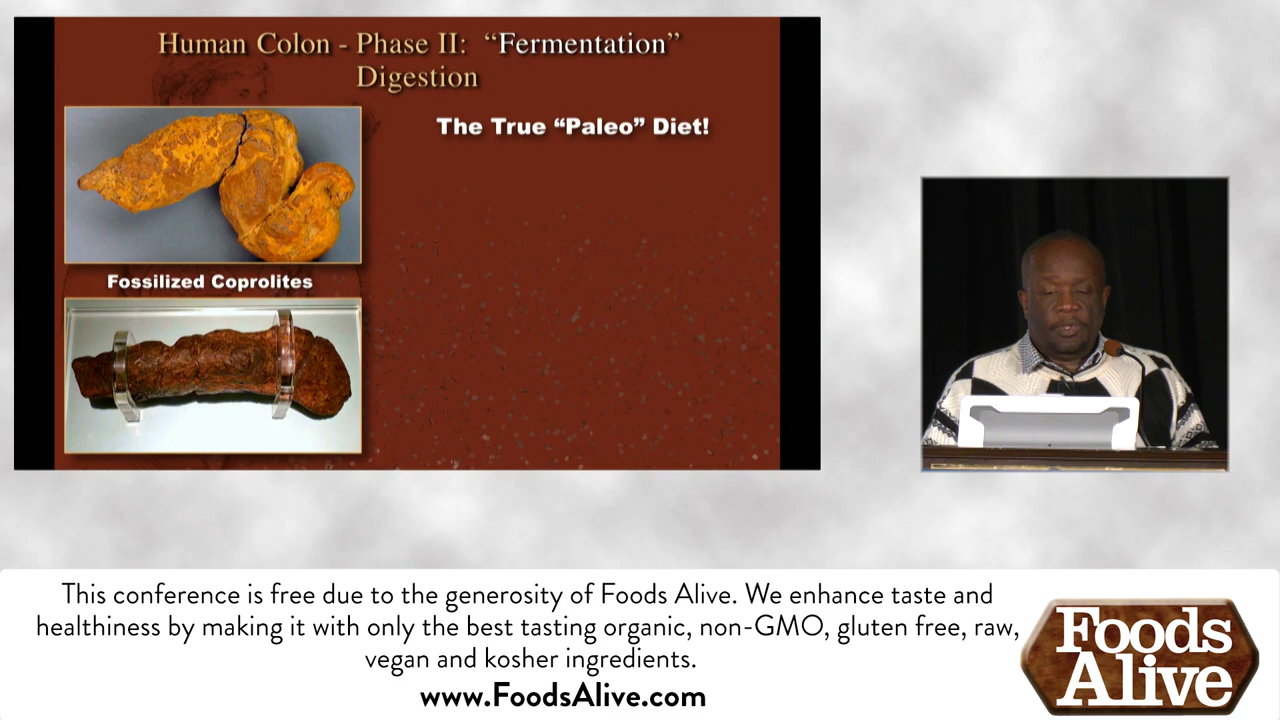 Human Colon - Phase II: “Fermentation”
Digestion
The True “Paleo” Diet!
Fossilized Coprolites
This conference is free due to the generosity of Foods Alive. We enhance taste and
healthiness by making it with only the best tasting organic, non-GMO, gluten free, raw,
vegan and kosher ingredients.
www.FoodsAlive.com
Foods
Alive